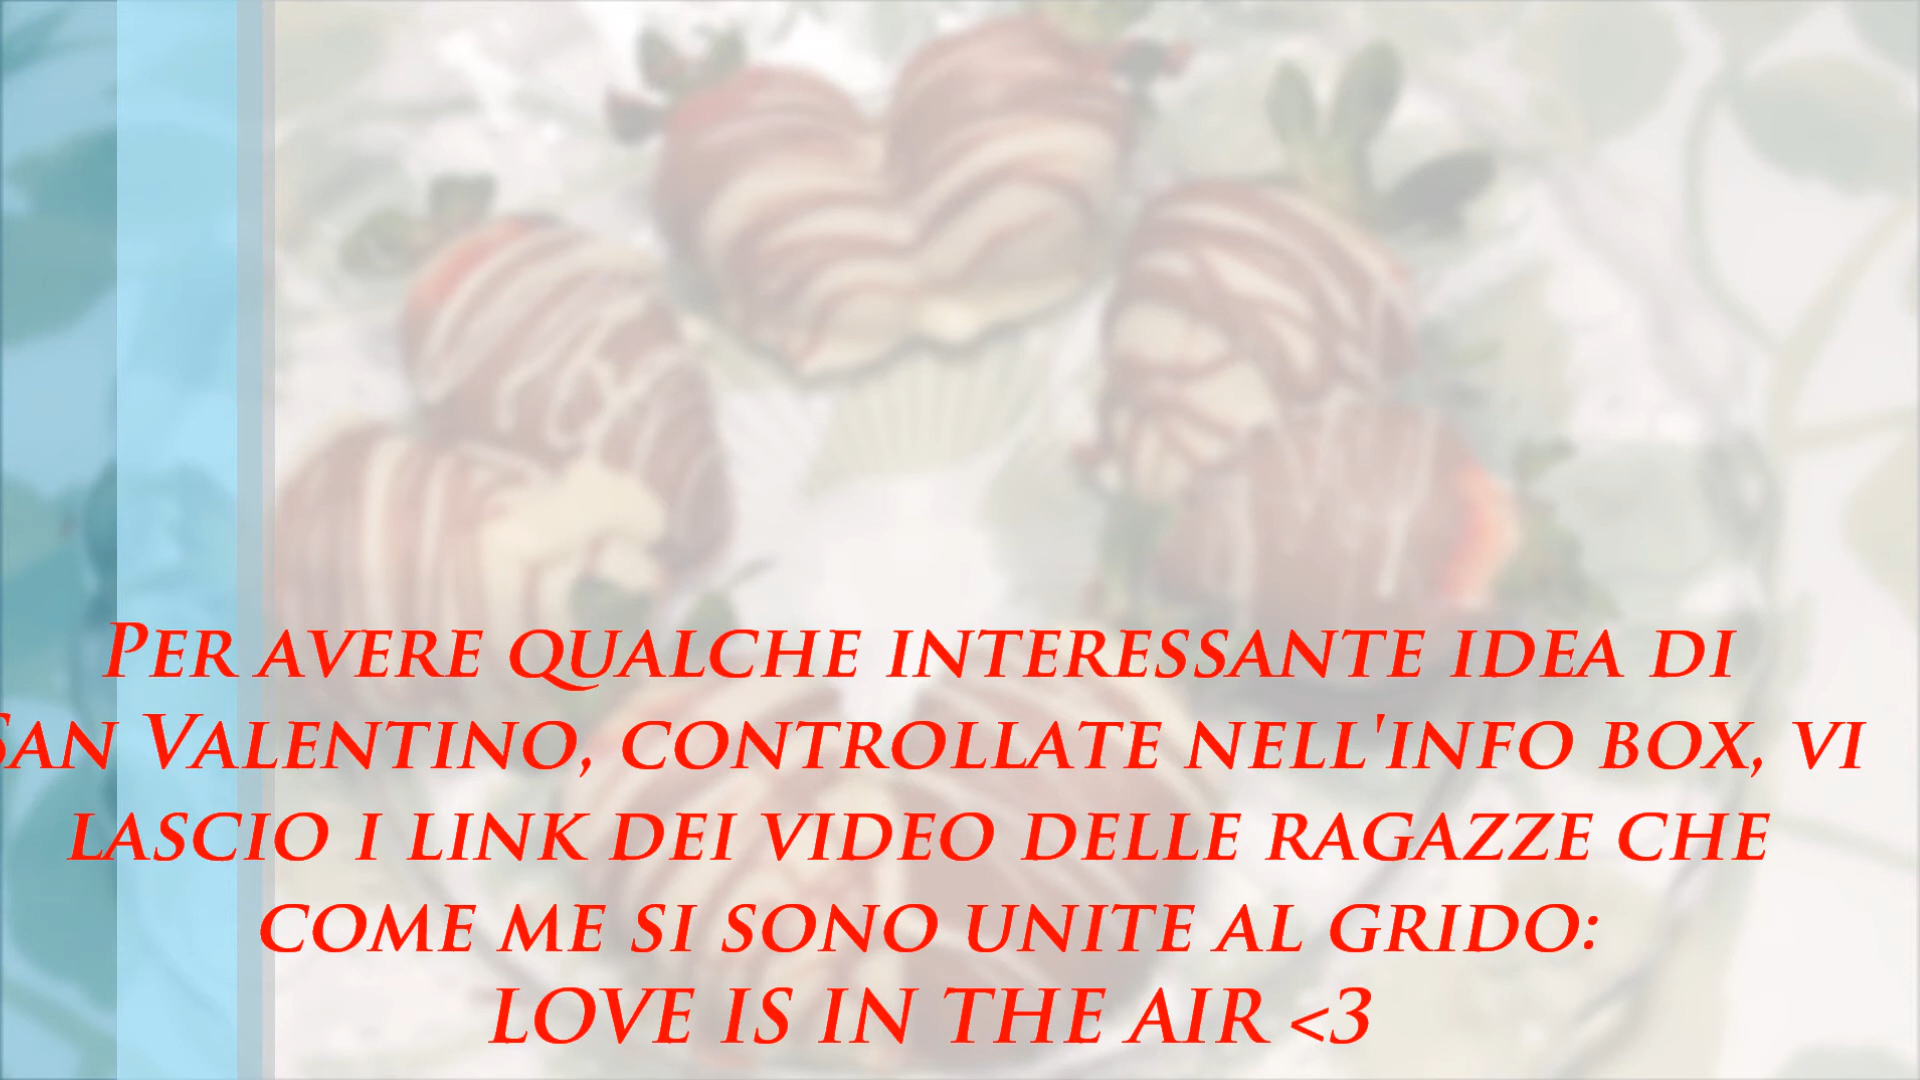 Per avere qualche interessante idea di
San Valentino, controllate nell'info box, vi
lascio i link dei video delle ragazze che
come me si sono unite al grido:
LOVE IS IN THE AIR <3